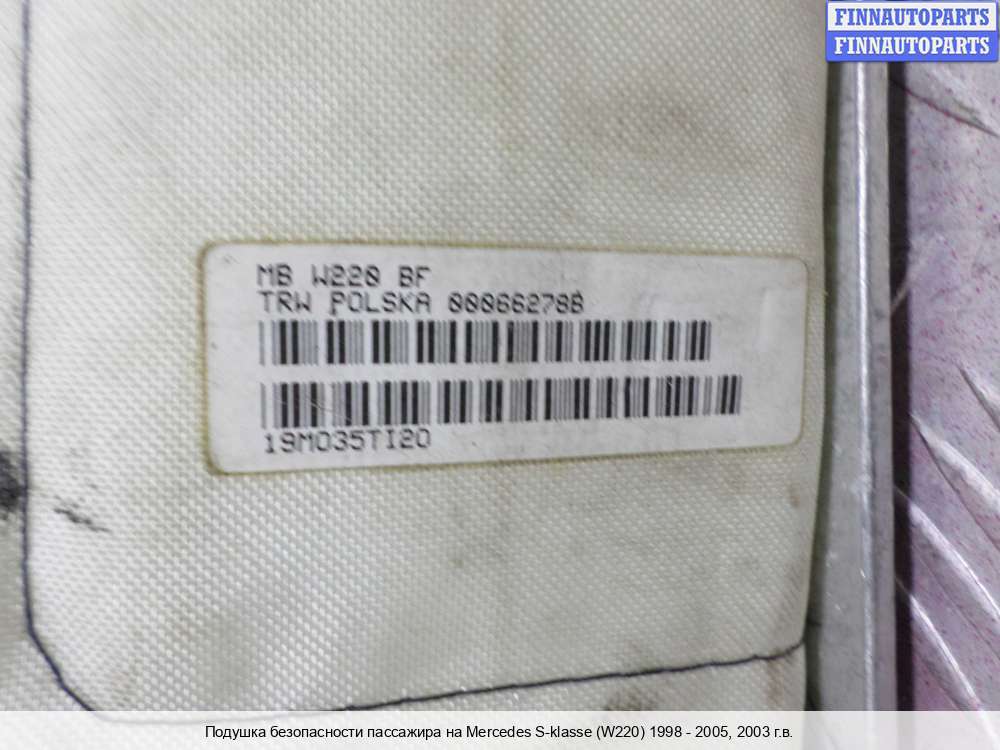 FINNAUTOPARTS
FINNAUTOPARTS
MB W220 BF
TRW POLSKA 00066278B
19M035TI20
Подушка безопасности пассажира на Mercedes S-klasse (W220) 1998 - 2005, 2003 г.в.